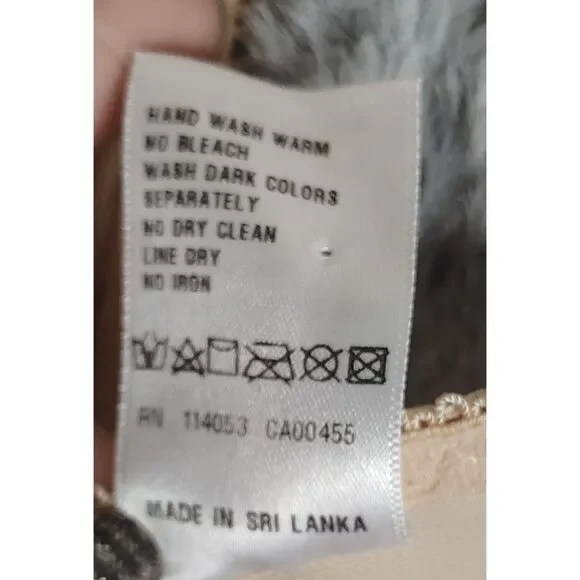 HAND WASH WARM
NO BLEACH
WASH DARK COLORS
SEPARATELY
NO DRY CLEAN
LINE DRY
NO IRON
RN 114053 CA00455
MADE IN SRI LANKA